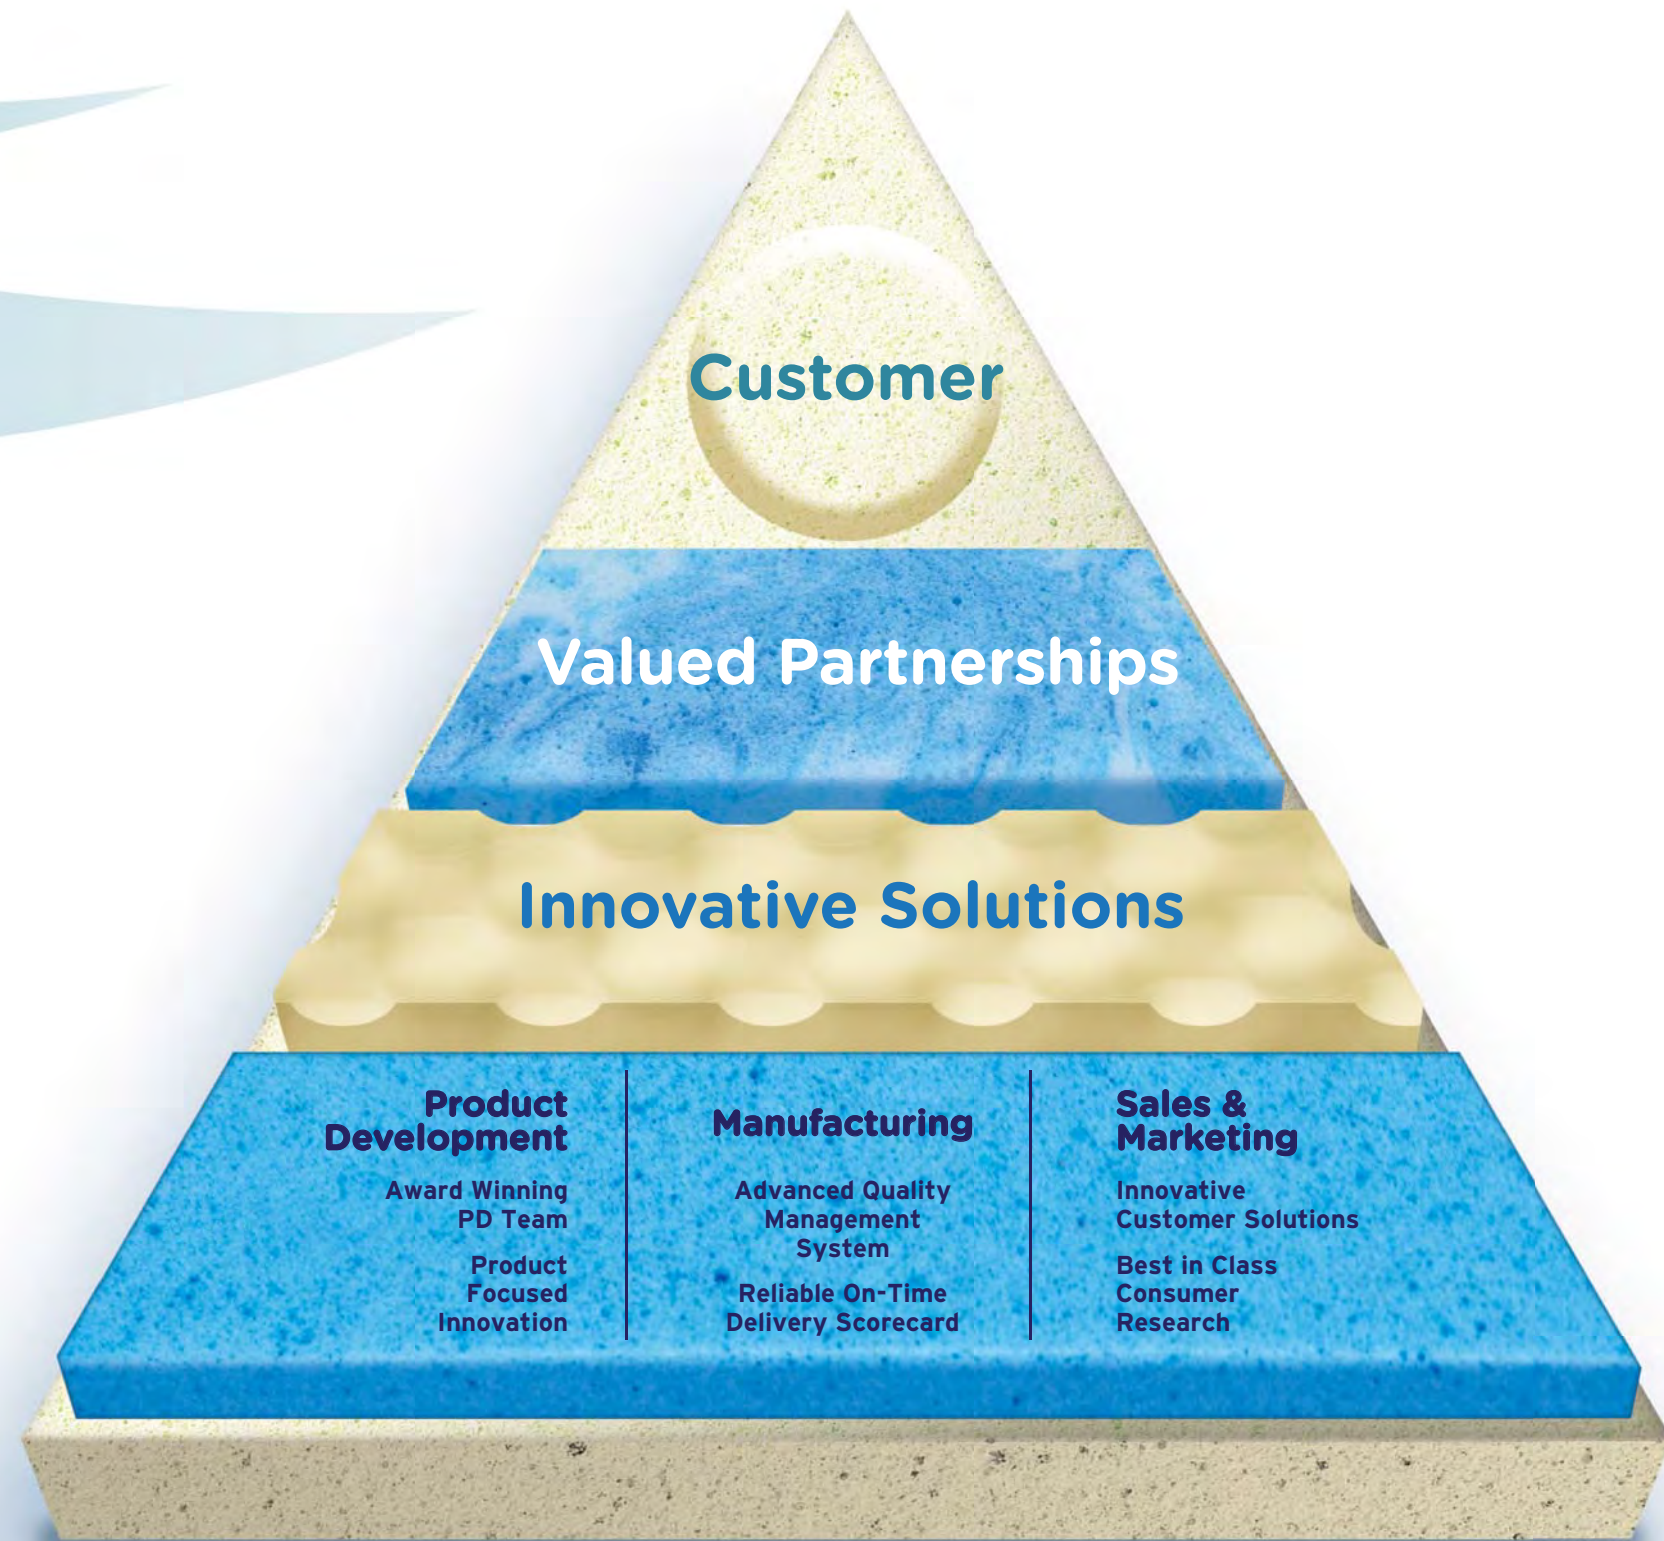 Customer
Valued Partnerships
Innovative Solutions
Product
Development
Award Winning
PD Team
Product
Focused
Innovation
Manufacturing
Advanced Quality
Management
System
Reliable On-Time
Delivery Scorecard
Sales &
Marketing
Innovative
Customer Solutions
Best in Class
Consumer
Research